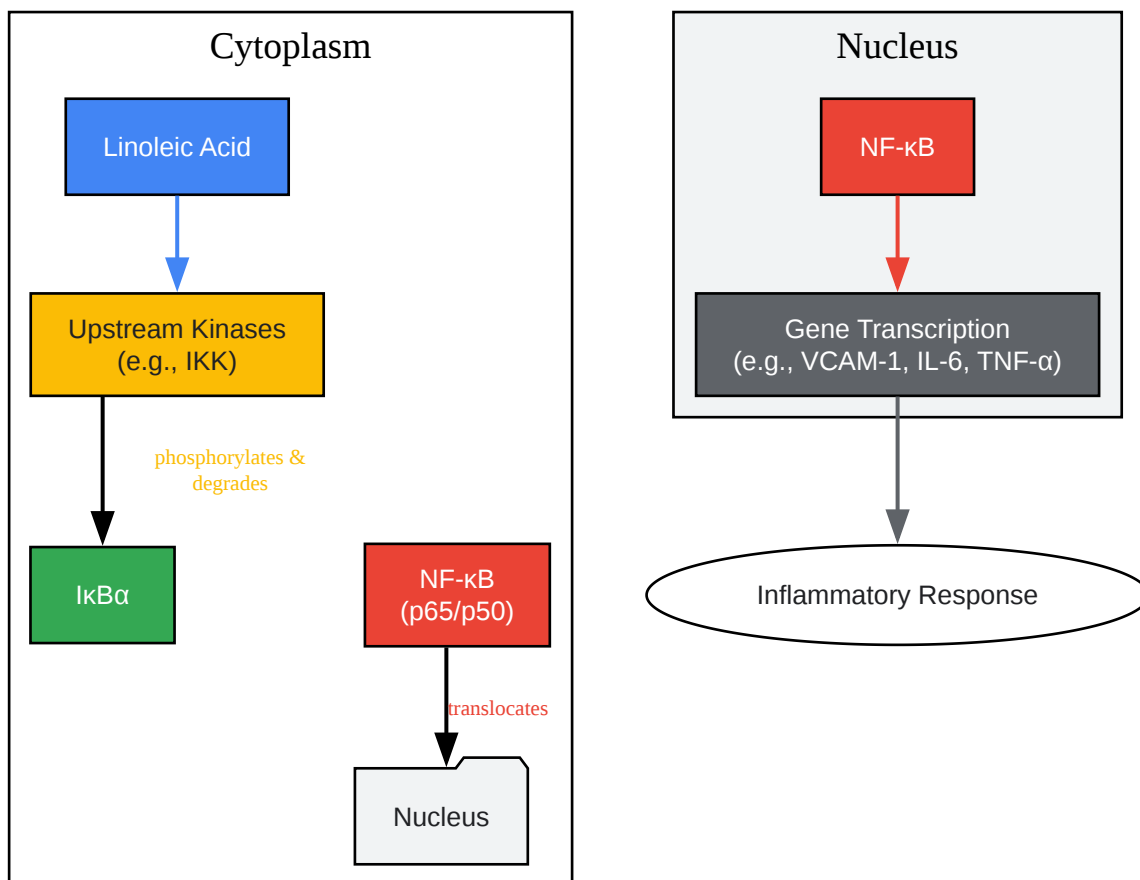 Cytoplasm
Linoleic Acid
Upstream Kinases
(e.g., IKK)
phosphorylates &
degrades
IκBα
NF-κB
(p65/p50)
translocates
Nucleus
Nucleus
NF-κB
Gene Transcription
(e.g., VCAM-1, IL-6, TNF-α)
Inflammatory Response